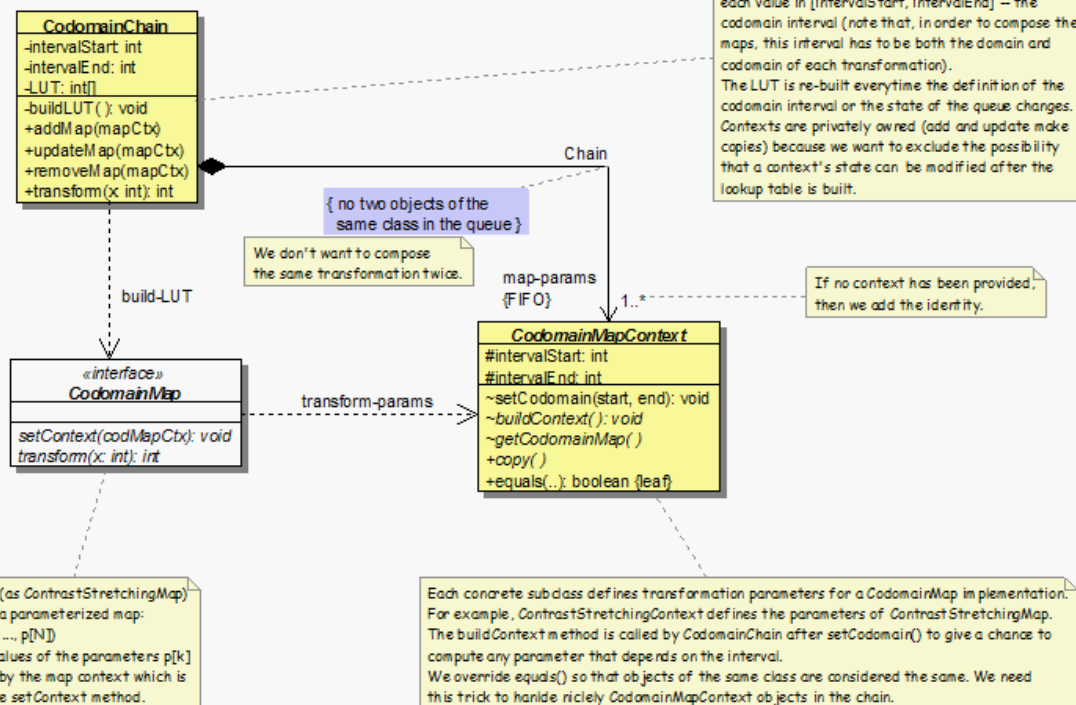 CodomainChain
-intervalStart: int
-intervalEnd: int
-LUT: int[]
-buildLUT( ): void
+addMap(mapCtx)
+updateMap(mapCtx)
+removeMap(mapCtx)
+transform(x: int): int
each value in [intervalStart, intervalEnd] -- the
codomain interval (note that, in order to compose the
maps, this interval has to be both the domain and
codomain of each transformation).
The LUT is re-built everytime the definition of the
codomain interval or the state of the queue changes.
Contexts are privately owned (add and update make
copies) because we want to exclude the possibility
that a context's state can be modified after the
lookup table is built.
Chain
{ no two objects of the
same class in the queue }
We don't want to compose
the same transformation twice.
build-LUT
map-params
{FIFO}
1..*
If no context has been provided,
then we add the identity.
«interface»
CodomainMap
setContext(codMapCtx): void
transform(x: int): int
transform-params
CodomainMapContext
#intervalStart: int
#intervalEnd: int
~setCodomain(start, end): void
~buildContext( ): void
~getCodomainMap( )
+copy( )
+equals(..): boolean {leaf}
(as ContrastStretchingMap)
a parameterized map:
..., p[N])
alues of the parameters p[k]
by the map context which is
e setContext method.
Each concrete subclass defines transformation parameters for a CodomainMap implementation.
For example, ContrastStretchingContext defines the parameters of ContrastStretchingMap.
The buildContext method is called by CodomainChain after setCodomain() to give a chance to
compute any parameter that depends on the interval.
We override equals() so that objects of the same class are considered the same. We need
this trick to hanlde niclely CodomainMapContext objects in the chain.